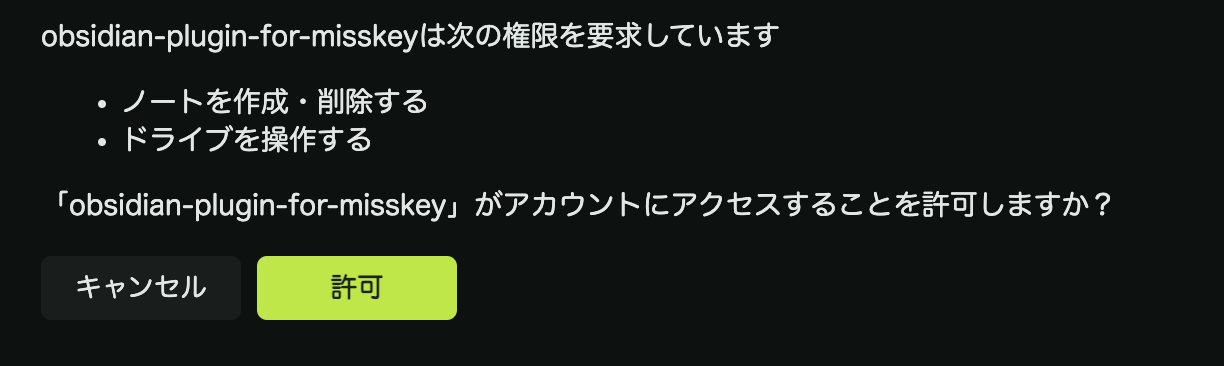 obsidian-plugin-for-misskeyは次の権限を要求しています
• ノートを作成・削除する
• ドライブを操作する
「obsidian-plugin-for-misskey」がアカウントにアクセスすることを許可しますか？
キャンセル 許可